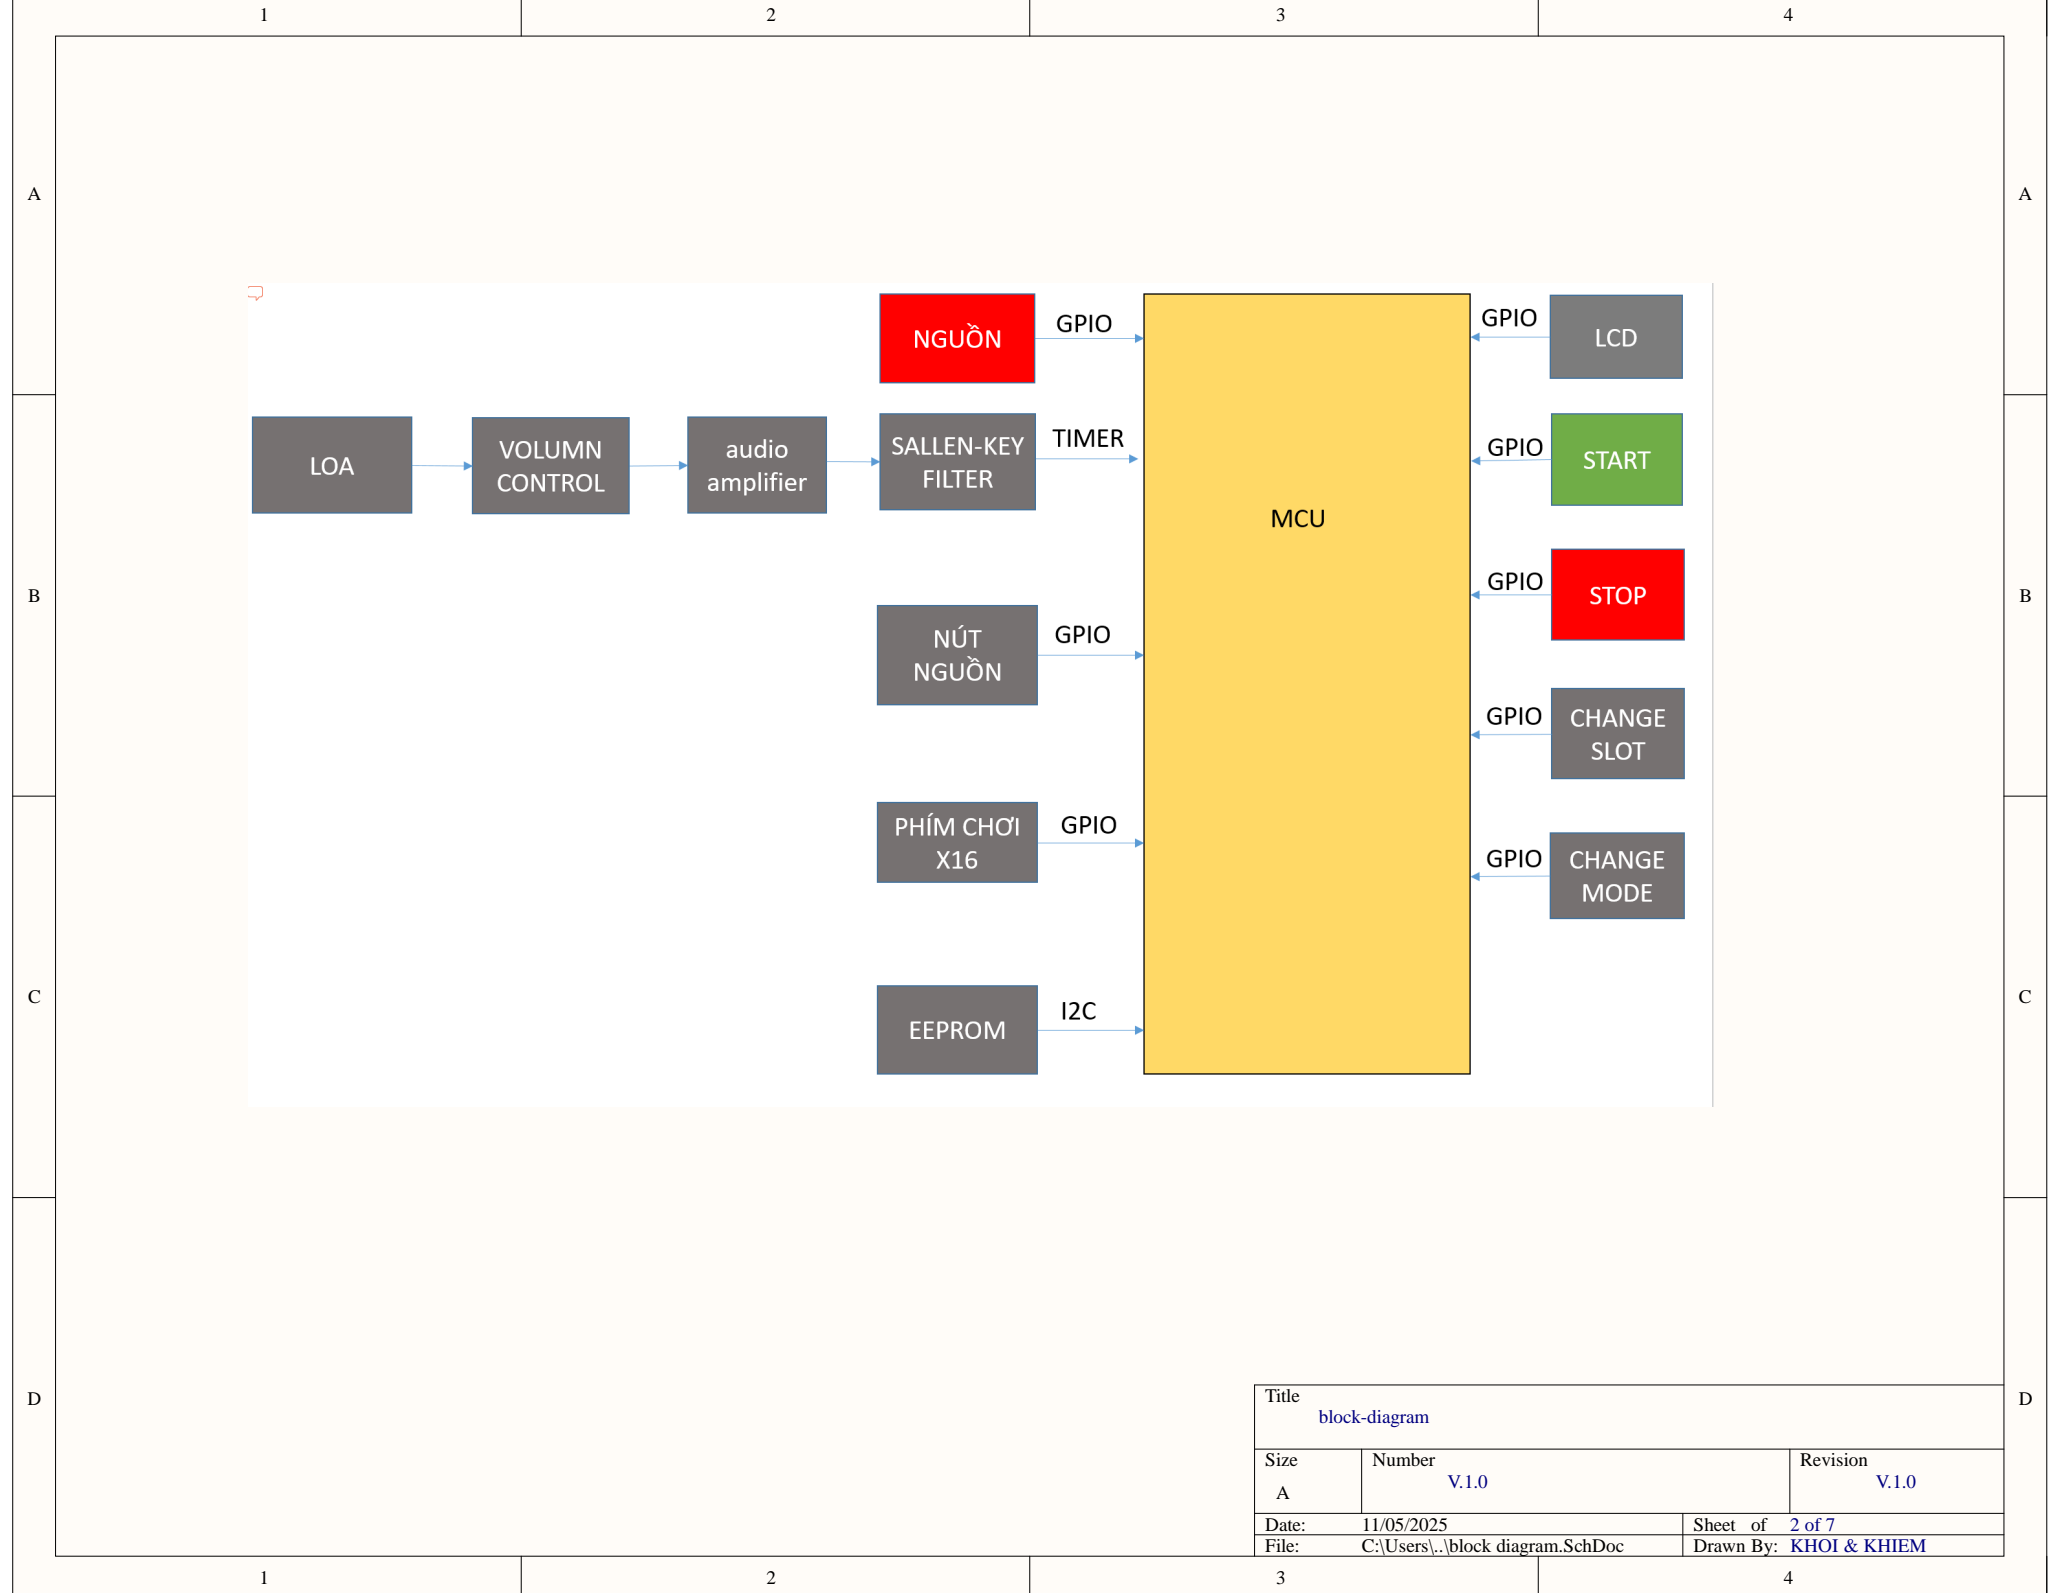 1 2 3 4
A A
NGUỒN GPIO GPIO LCD
LOA VOLUMN CONTROL audio amplifier SALLEN-KEY FILTER TIMER GPIO START
MCU
B B
NÚT NGUỒN GPIO GPIO STOP
GPIO CHANGE SLOT
PHÍM CHƠI X16 GPIO GPIO CHANGE MODE
C C
EEPROM I2C
D D
Title
block-diagram
Size Number Revision
A V.1.0 V.1.0
Date: 11/05/2025 Sheet of 2 of 7
File: C:\Users\..\block diagram.SchDoc Drawn By: KHOI & KHIEM
1 2 3 4